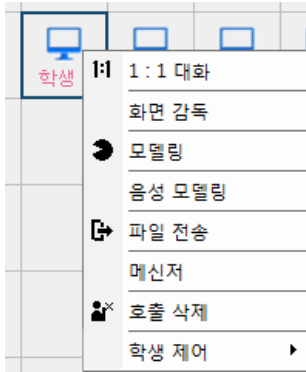 학생
1:1 1 : 1 대화
화면 감독
모델링
음성 모델링
파일 전송
메신저
호출 삭제
학생 제어